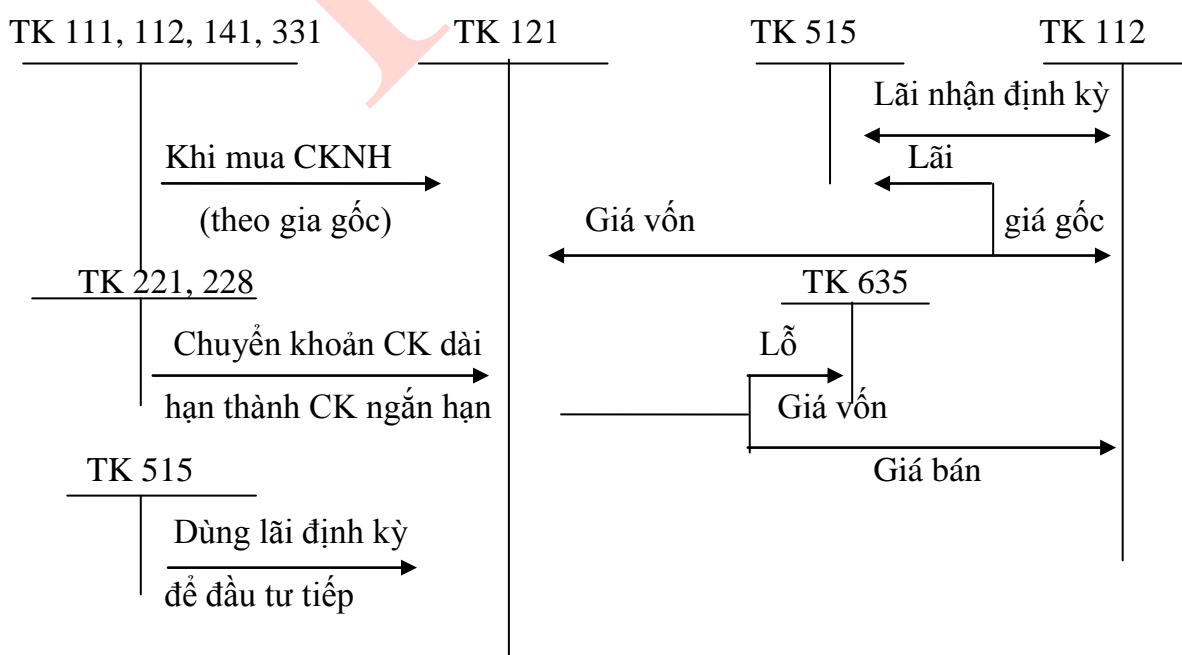 TK 111, 112, 141, 331 TK 121 TK 515 TK 112
Lãi nhận định kỳ
Khi mua CKNH
Lãi
(theo gia gốc)
Giá vốn
giá gốc
TK 221, 228
TK 635
Chuyển khoản CK dài
Lỗ
hạn thành CK ngắn hạn
Giá vốn
TK 515
Giá bán
Dùng lãi định kỳ
để đầu tư tiếp